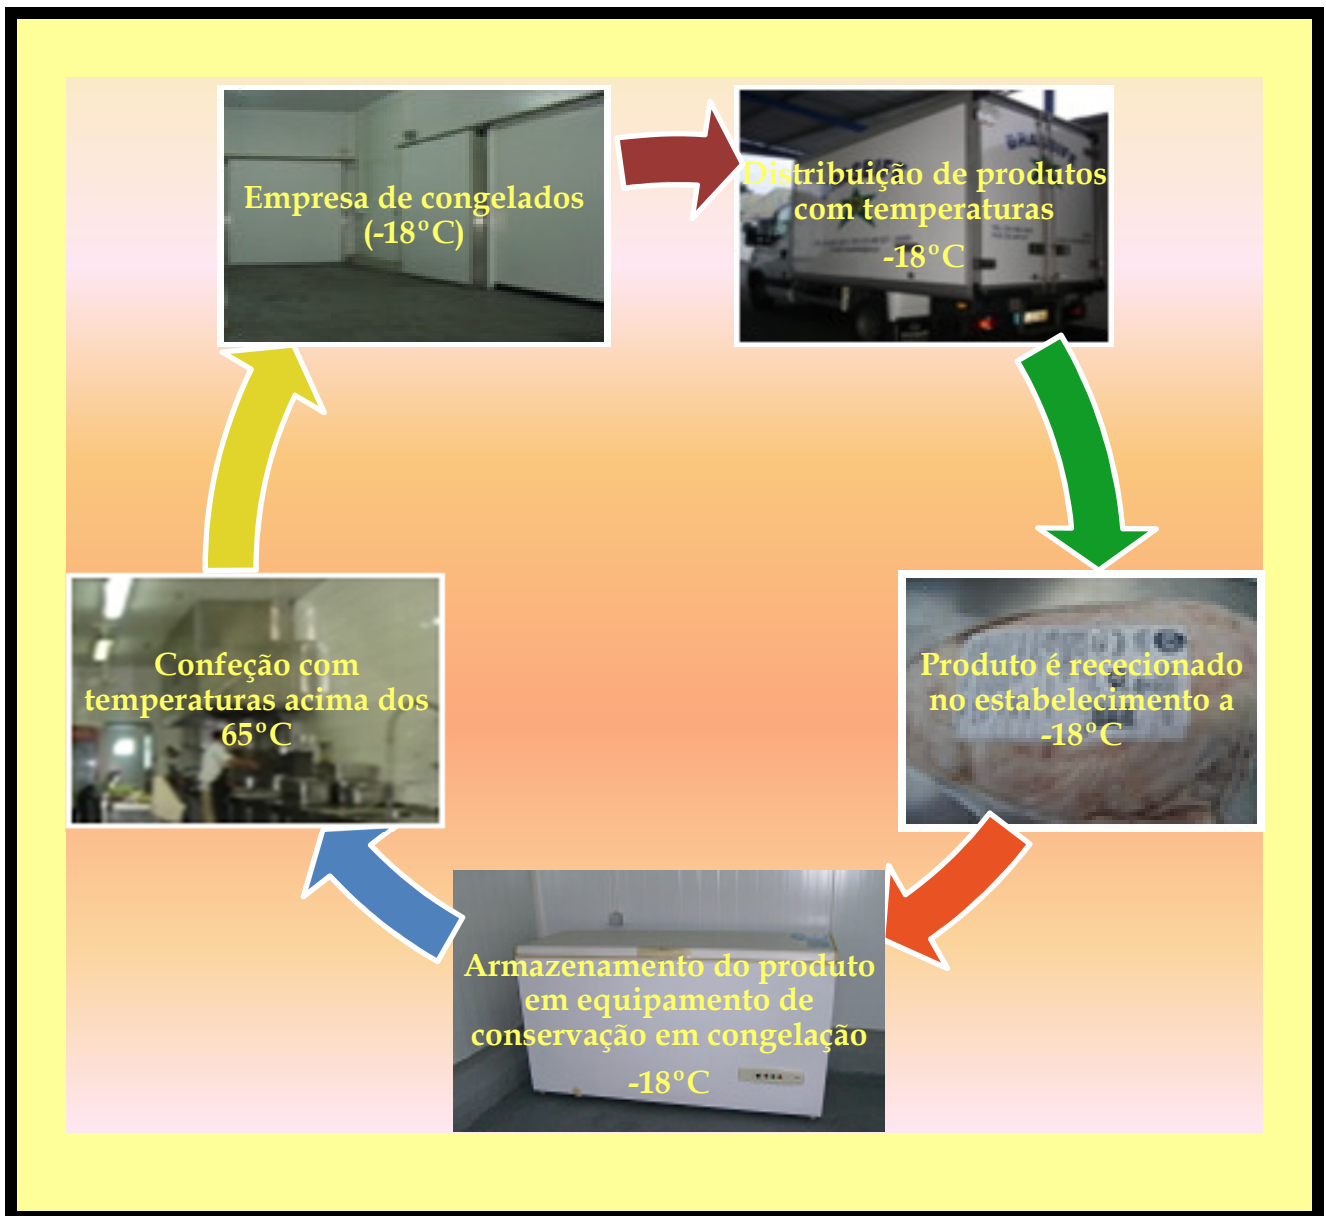 Empresa de congelados
(-18ºC)
Distribuição de produtos
com temperaturas
-18ºC
Produto é rececionado
no estabelecimento a
-18ºC
Armazenamento do produto
em equipamento de
conservação em congelação
-18ºC
Confeção com
temperaturas acima dos
65ºC